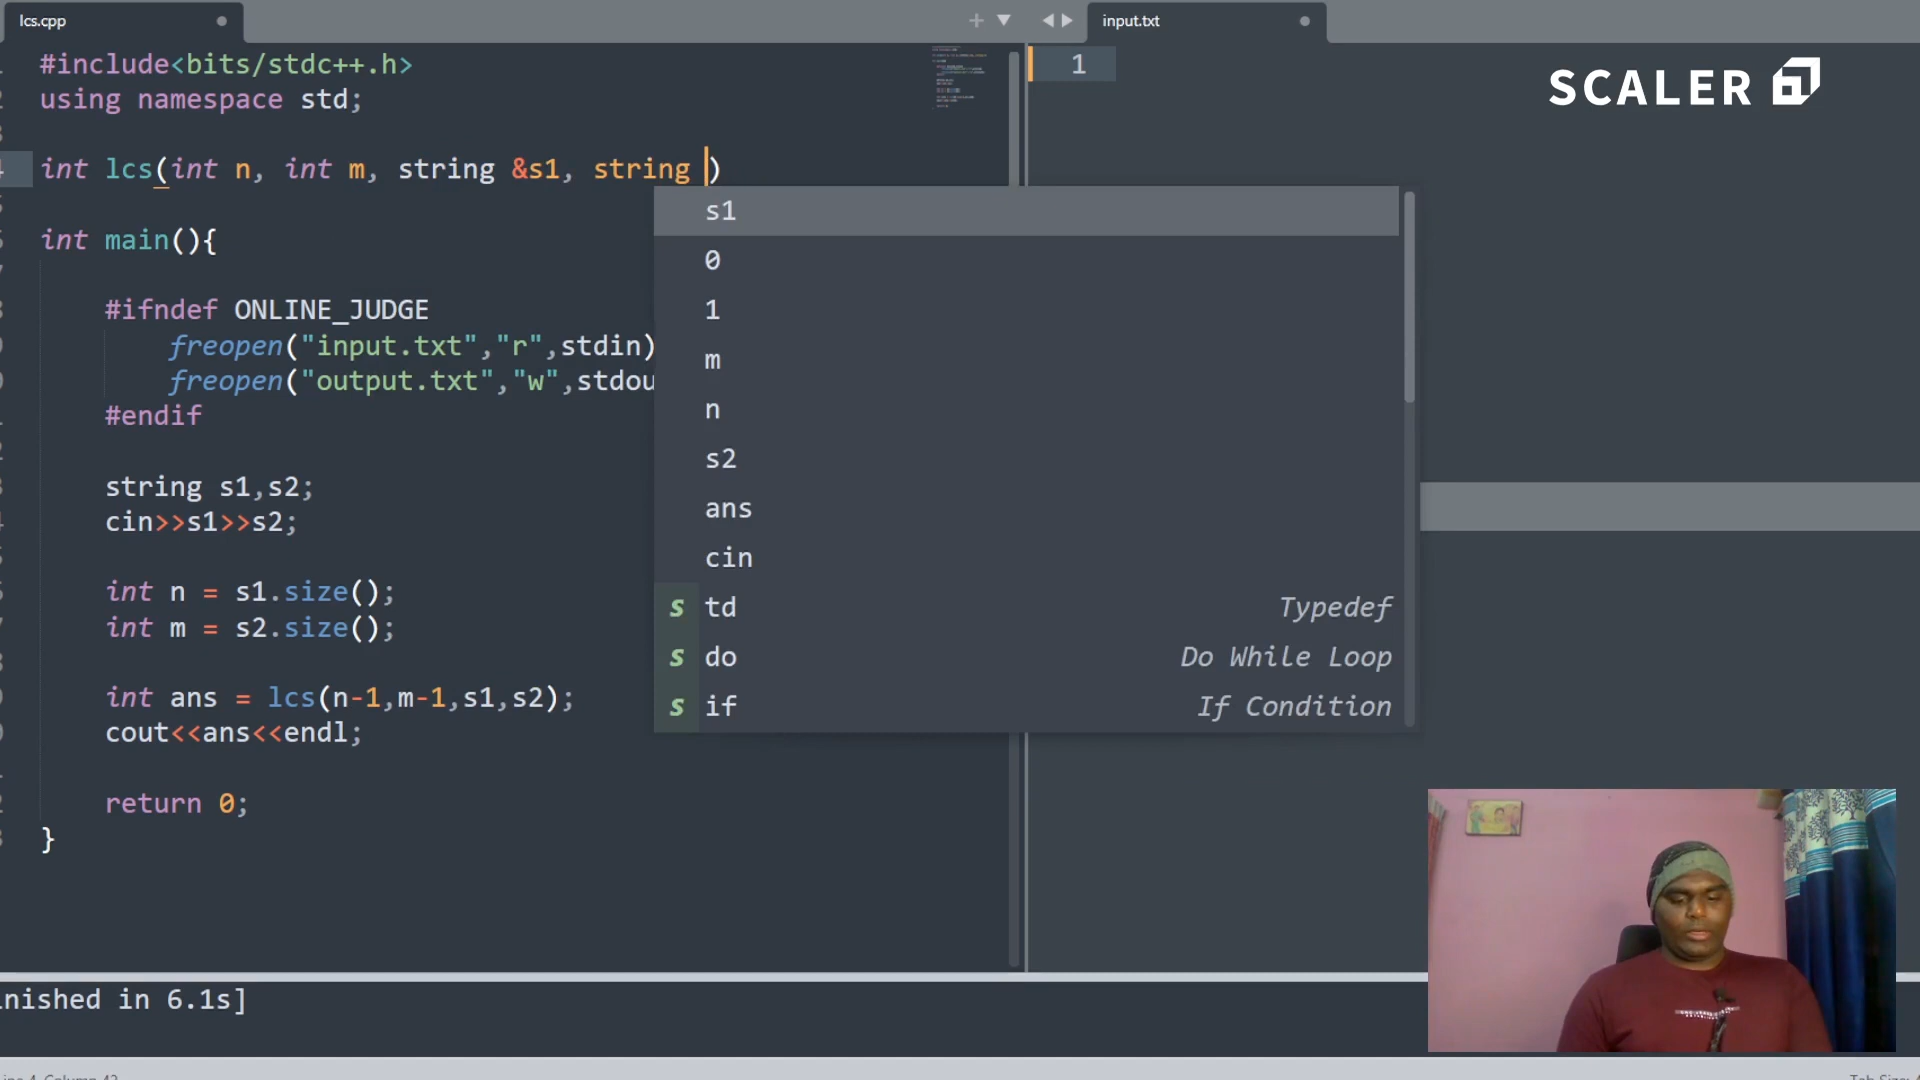 lcs.cpp
input.txt
#include<bits/stdc++.h>
using namespace std;
int lcs(int n, int m, string &s1, string )
int main(){
#ifndef ONLINE_JUDGE
freopen("input.txt","r",stdin)
freopen("output.txt","w",stdou
#endif
string s1,s2;
cin>>s1>>s2;
int n = s1.size();
int m = s2.size();
int ans = lcs(n-1,m-1,s1,s2);
cout<<ans<<endl;
return 0;
}
s1
0
1
m
n
s2
ans
cin
s td Typedef
s do Do While Loop
s if If Condition
1
SCALER
nished in 6.1s]